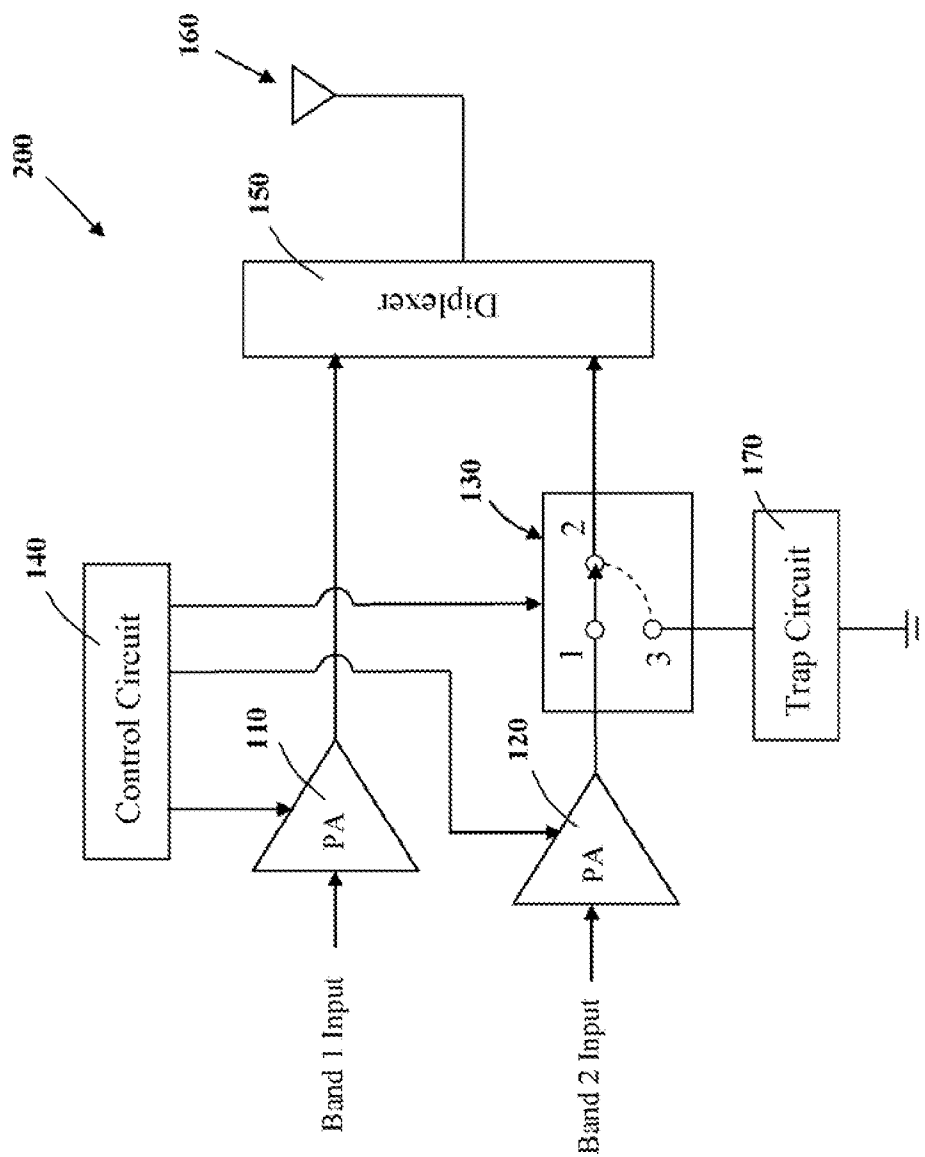 200
160
150
Diplexer
140
Control Circuit
130
110
PA
2
1
3
170
Trap Circuit
120
PA
Band 1 Input
Band 2 Input